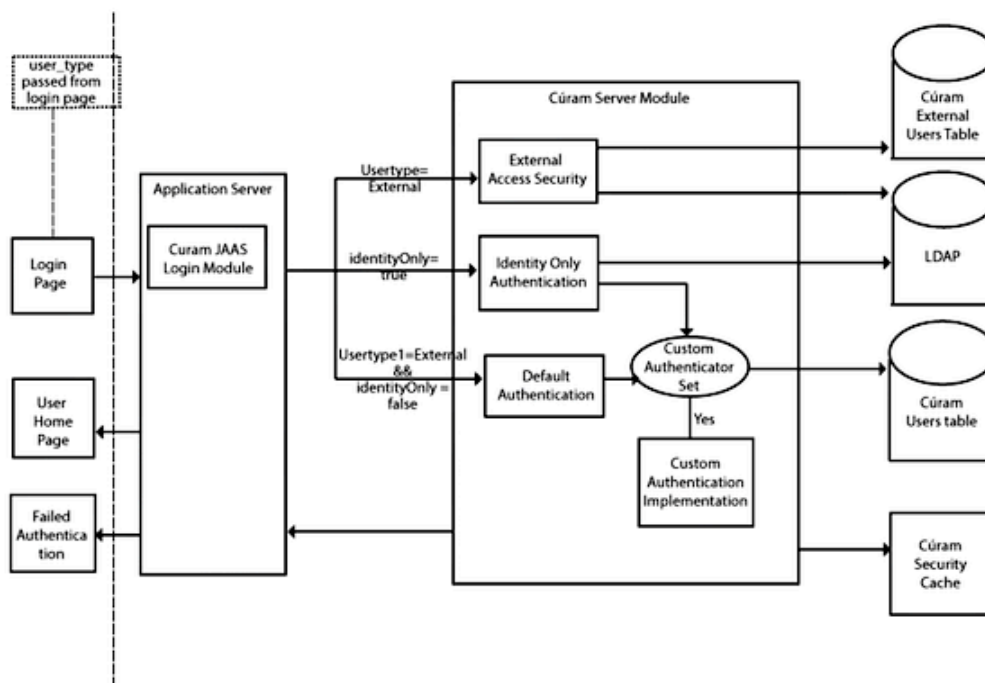 user_type
passed from
login page
Login
Page
User
Home
Page
Failed
Authentica
tion
Application Server
Curam JAAS
Login Module
Usertype=
External
identityOnly=
true
Usertype1=External
&&
identityOnly =
false
Cúram Server Module
External
Access Security
Identity Only
Authentication
Default
Authentication
Custom
Authenticator
Set
Yes
Custom
Authentication
Implementation
Cúram
External
Users Table
LDAP
Cúram
Users table
Cúram
Security
Cache